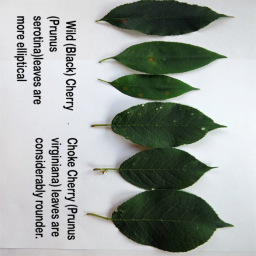 Wild (Black) Cherry
(Prunus
serotina)leaves are
more elliptical
Choke Cherry (Prunus
virginiana) leaves are
considerably rounder.